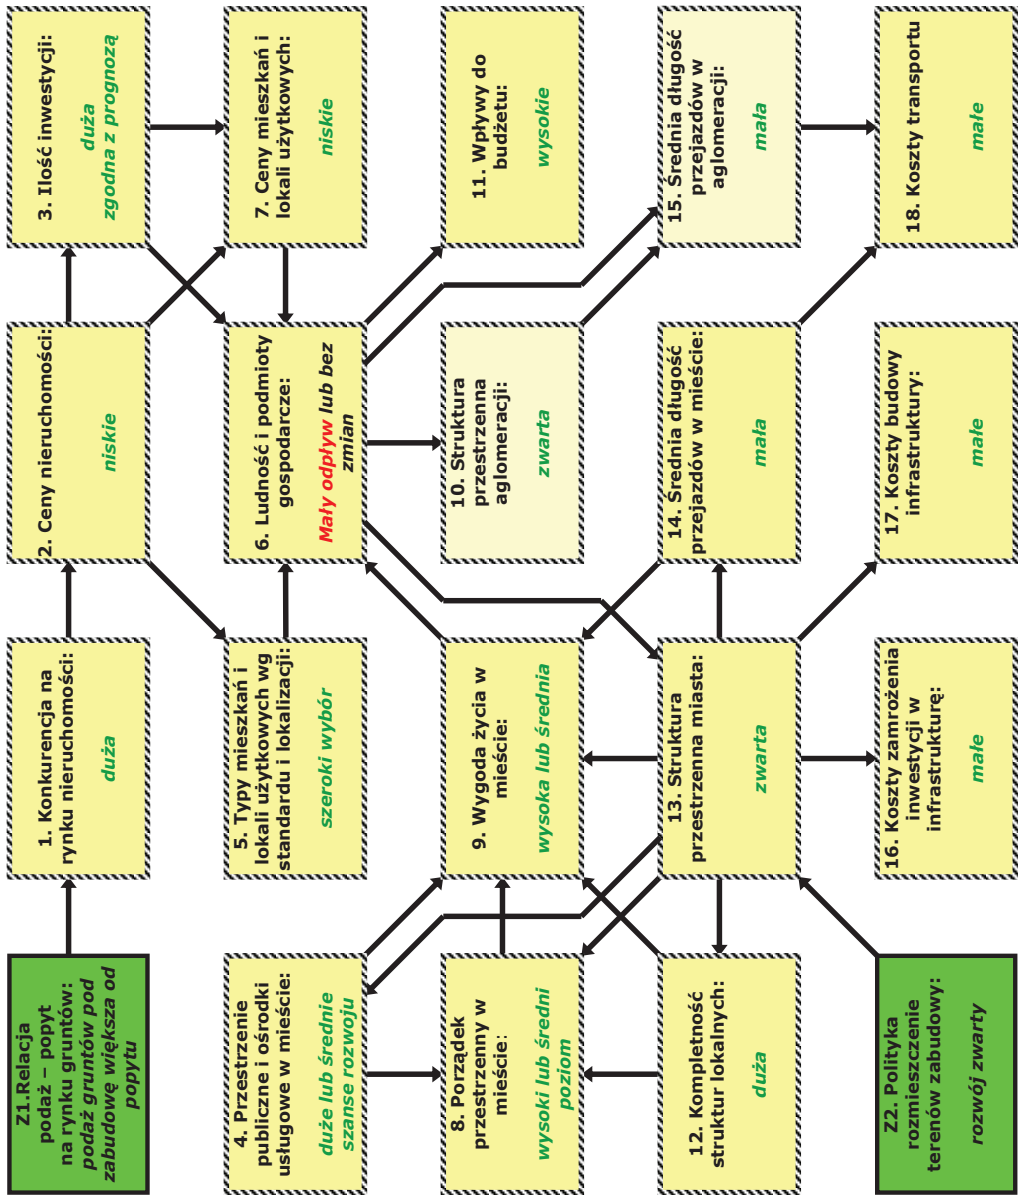 Z1.Relacja
podaż – popyt
na rynku gruntów:
podaż gruntów pod
zabudowę większa od
popytu
1. Konkurencja na
rynku nieruchomości:
duża
2. Ceny nieruchomości:
niskie
3. Ilość inwestycji:
duża
zgodna z prognozą
4. Przestrzenie
publiczne i ośrodki
usługowe w mieście:
duże lub średnie
szanse rozwoju
5. Typy mieszkań i
lokali użytkowych wg
standardu i lokalizacji:
szeroki wybór
6. Ludność i podmioty
gospodarcze:
Mały odpływ lub bez
zmian
7. Ceny mieszkań i
lokali użytkowych:
niskie
8. Porządek
przestrzenny w
mieście:
wysoki lub średni
poziom
9. Wygoda życia w
mieście:
wysoka lub średnia
10. Struktura
przestrzenna
aglomeracji:
zwarta
11. Wpływy do
budżetu:
wysokie
12. Kompletność
struktur lokalnych:
duża
13. Struktura
przestrzenna miasta:
zwarta
14. Średnia długość
przejazdów w mieście:
mała
15. Średnia długość
przejazdów w
aglomeracji:
mała
Z2. Polityka
rozmieszczenie
terenów zabudowy:
rozwój zwarty
16. Koszty zamrożenia
inwestycji w
infrastrukturę:
małe
17. Koszty budowy
infrastruktury:
małe
18. Koszty transportu
małe